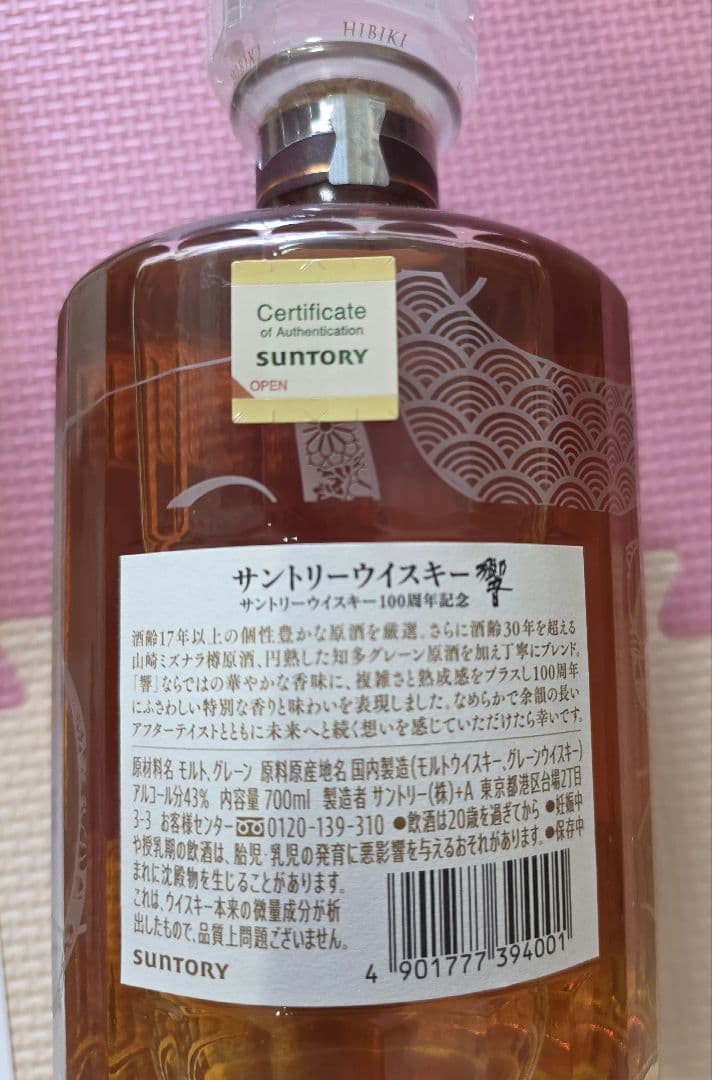 HIBIKI
Certificate
of Authentication
SUNTORY
OPEN
サントリーウイスキー 響
サントリーウイスキー100周年記念
酒齢17年以上の個性豊かな原酒を厳選。さらに酒齢30年を超える
山崎ミズナラ樽原酒、円熟した知多グレーン原酒を加え丁寧にブレンド。
「響」ならではの華やかな香味に、複雑さと熟成感をプラスし100周年
にふさわしい特別な香りと味わいを表現しました。なめらかで余韻の長い
アフターテイストとともに未来へと続く想いを感じていただけたら幸いです。
原材料名 モルト、グレーン 原料原産地名 国内製造(モルトウイスキー、グレーンウイスキー)
アルコール分43% 内容量700ml 製造者 サントリー(株)+A 東京都港区台場2丁目
3-3 お客様センター 0120-139-310 ●飲酒は20歳を過ぎてから ●妊娠中
や授乳期の飲酒は、胎児・乳児の発育に悪影響を与えるおそれがあります。●保存中
まれに沈殿物を生じることがあります。
これは、ウイスキー本来の微量成分が析
出したもので、品質上問題ございません。
SUNTORY
4 901777 394001